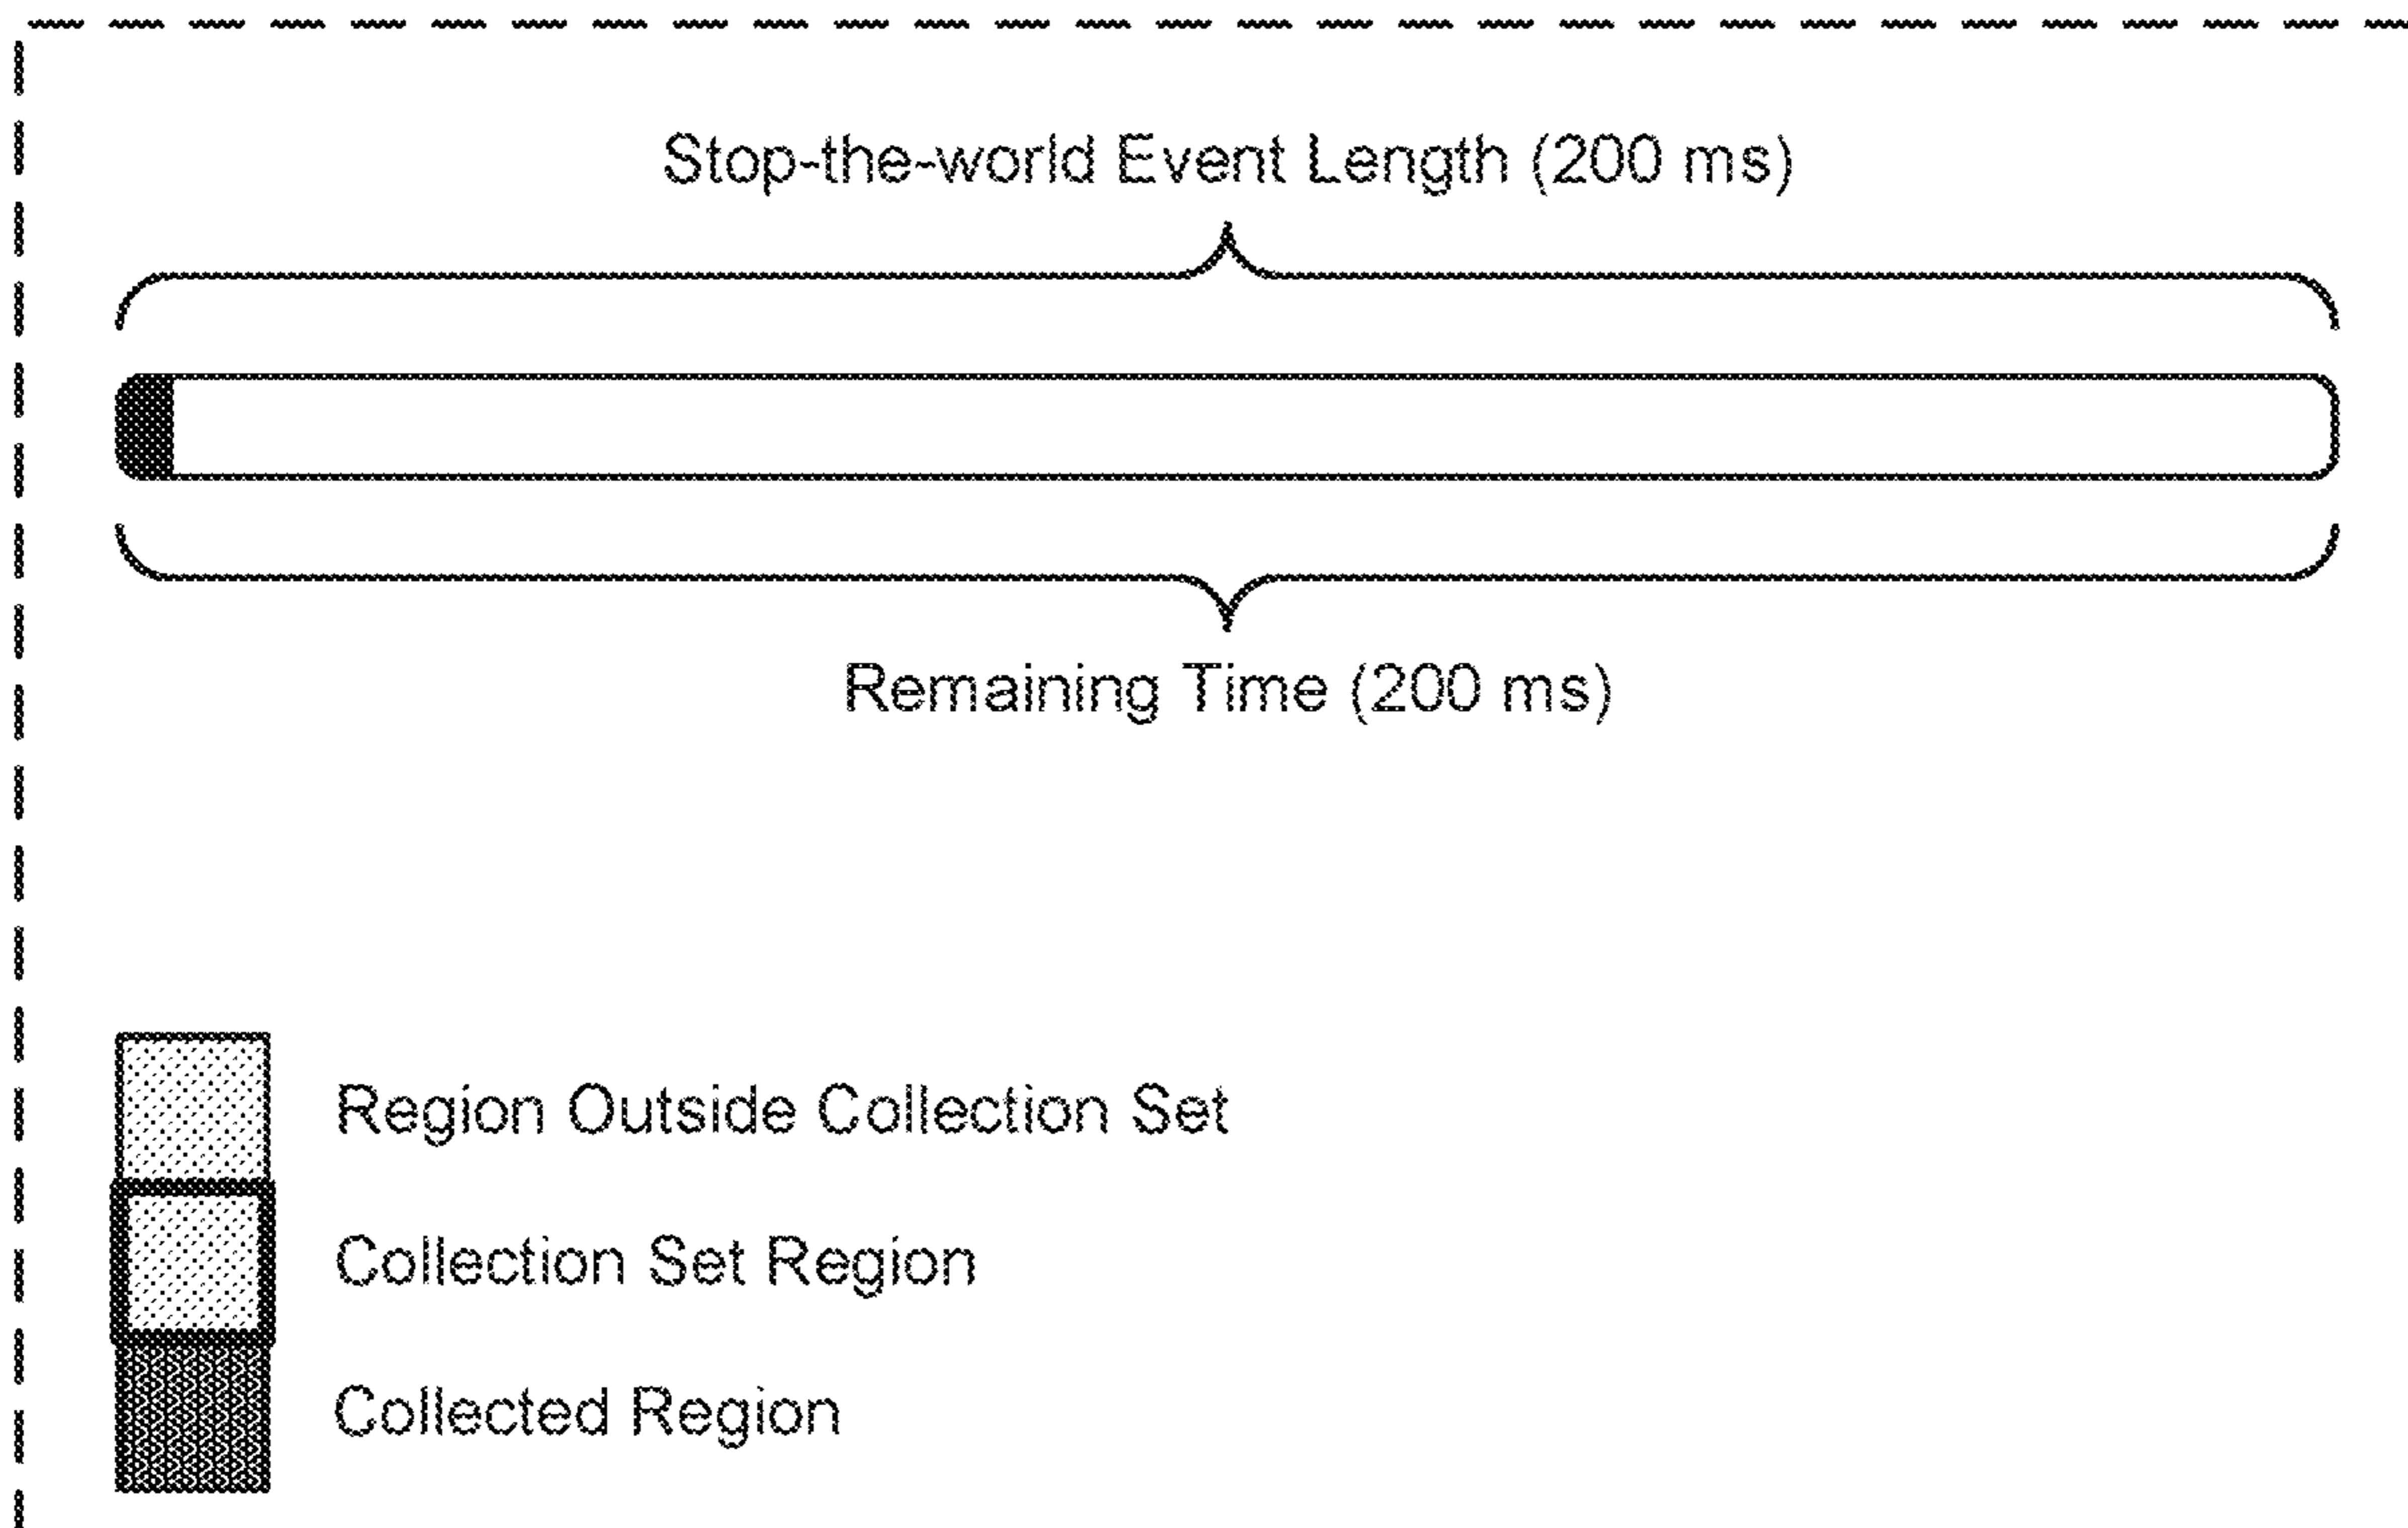 Stop-the-world Event Length (200 ms)
Remaining Time (200 ms)
Region Outside Collection Set
Collection Set Region
Collected Region